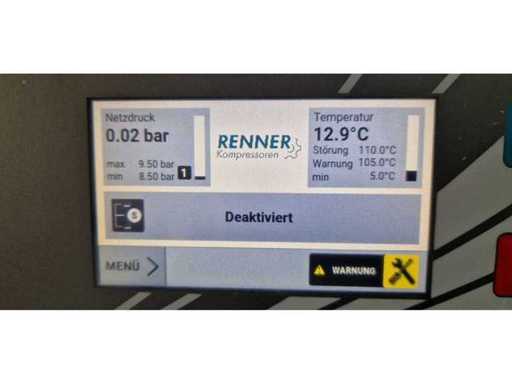 Netzdruck
0.02 bar
max 9.50 bar
min 8.50 bar
1
RENNER
Kompressoren
Temperatur
12.9°C
Störung 110.0°C
Warnung 105.0°C
min 5.0°C
S
Deaktiviert
MENÜ
WARNUNG